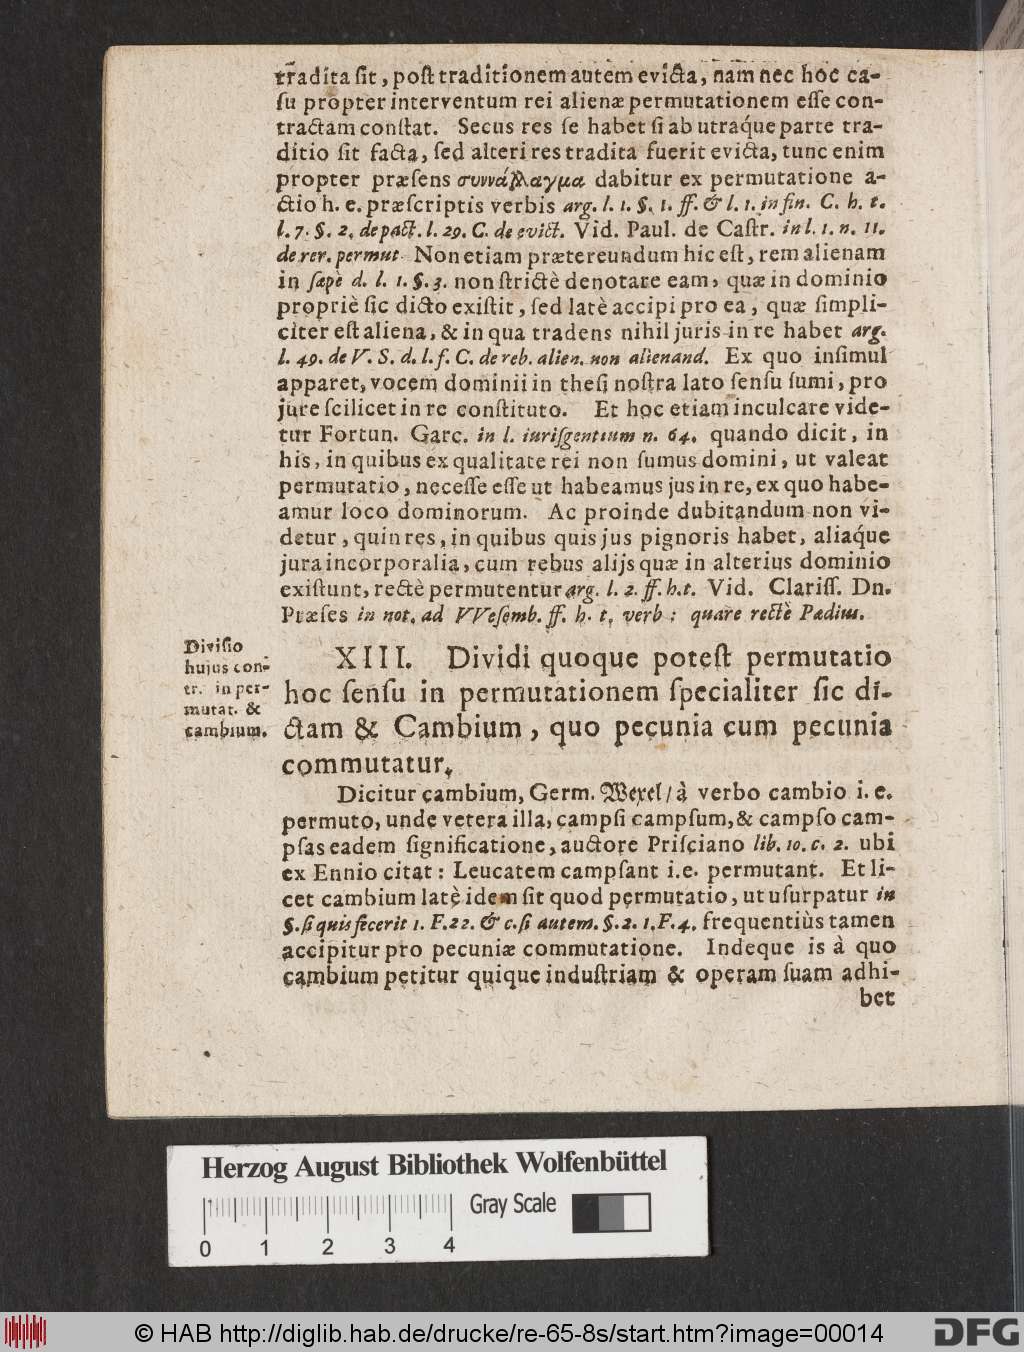 tradita ſit, poſt traditionem autem evicta, nam nec hoc ca-
ſu propter interventum rei alienæ permutationem eſſe con-
tractam conſtat. Secus res ſe habet ſi ab utraq́ue parte tra-
ditio ſit facta, ſed alteri res tradita fuerit evicta, tunc enim
propter præſens συνάλλαγμα dabitur ex permutatione a-
ctio h. e. præſcriptis verbis arg. l. 1. §. 1. ff. & l. 1. in fin. C. h. t.
l. 7. §. 2. de pact. l. 29. C. de evict. Vid. Paul. de Caſtr. in l. 1. n. 11.
de rer. permut. Non etiam prætereundum hic eſt, rem alienam
in ſæpè d. l. 1. §. 3. non ſtrictè denotare eam, quæ in dominio
propriè ſic dicto exiſtit, ſed latè accipi pro ea, quæ ſimpli-
citer eſt aliena, & in qua tradens nihil juris in re habet arg.
l. 49. de V. S. d. l. f. C. de reb. alien. non alienand. Ex quo inſimul
apparet, vocem dominii in theſi noſtra lato ſenſu ſumi, pro
jure ſcilicet in re conſtituto. Et hoc etiam inculcare vide-
tur Fortun. Garc. in l. iuriſgentium n. 64. quando dicit, in
his, in quibus ex qualitate rei non ſumus domini, ut valeat
permutatio, neceſſe eſſe ut habeamus jus in re, ex quo habe-
amur loco dominorum. Ac proinde dubitandum non vi-
detur, quin res, in quibus quis jus pignoris habet, aliaq́ue
jura incorporalia, cum rebus alijs quæ in alterius dominio
exiſtunt, rectè permutentur arg. l. 2. ff. h. t. Vid. Clariſſ. Dn.
Præſes in not. ad VVeſemb. ff. h. t. verb: quare rectè Pædius.
Diviſio
hujus con-
tr. in per-
mutat. &
cambium.
XIII. Dividi quoque poteſt permutatio
hoc ſenſu in permutationem ſpecialiter ſic di-
ctam & Cambium, quo pecunia cum pecunia
commutatur.
Dicitur cambium, Germ. Wexel/ à verbo cambio i. e.
permuto, unde vetera illa, campſi campſum, & campſo cam-
pſas eadem ſignificatione, auctore Priſciano lib. 10. c. 2. ubi
ex Ennio citat: Leucatem campſant i.e. permutant. Et li-
cet cambium latè idem ſit quod permutatio, ut uſurpatur in
§. ſi quis fecerit 1. F. 22. & c. ſi autem. §. 2. 1. F. 4. frequentiùs tamen
accipitur pro pecuniæ commutatione. Indeque is à quo
cambium petitur quique induſtriam & operam ſuam adhi-
bet
Herzog August Bibliothek Wolfenbüttel
Gray Scale
0 1 2 3 4
© HAB http://diglib.hab.de/drucke/re-65-8s/start.htm?image=00014
DFG